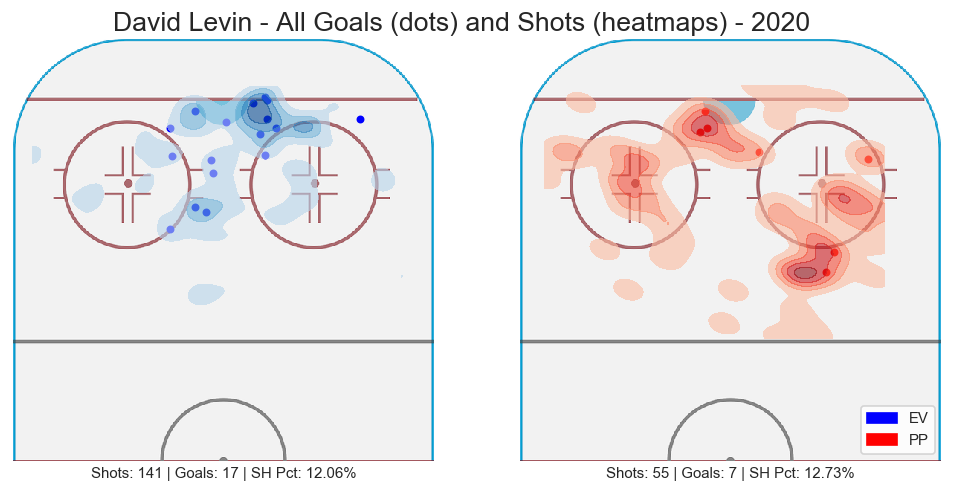 David Levin - All Goals (dots) and Shots (heatmaps) - 2020
EV
PP
Shots: 141 | Goals: 17 | SH Pct: 12.06%
Shots: 55 | Goals: 7 | SH Pct: 12.73%